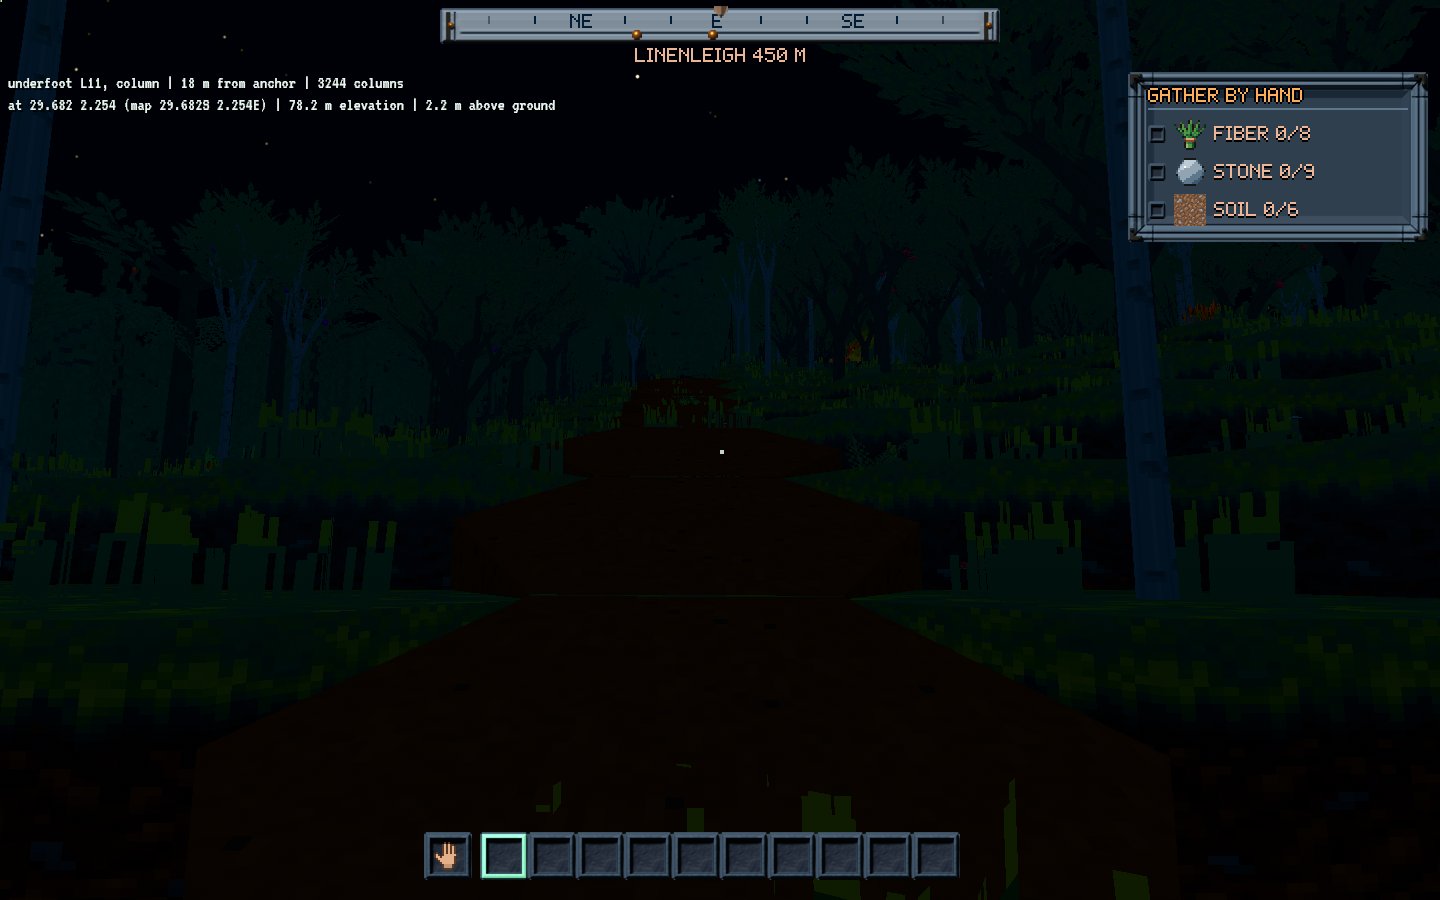 NE E SE
LINENLEIGH 450 M
underfoot L11, column | 18 m from anchor | 3244 columns
at 29.682 2.254 (map 29.682S 2.254E) | 78.2 m elevation | 2.2 m above ground
GATHER BY HAND
FIBER 0/8
STONE 0/9
SOIL 0/6